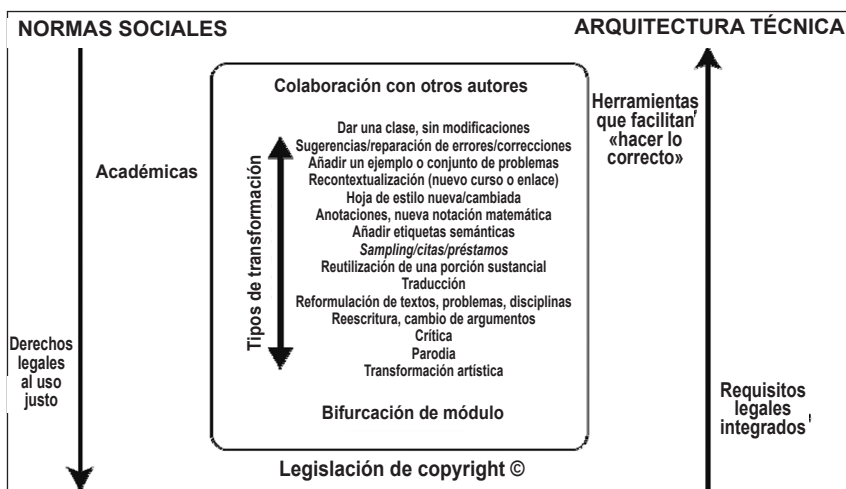 NORMAS SOCIALES
ARQUITECTURA TÉCNICA
Colaboración con otros autores
Herramientas
que facilitan
«hacer lo
correcto»
Académicas
Tipos de transformación
Dar una clase, sin modificaciones
Sugerencias/reparación de errores/correcciones
Añadir un ejemplo o conjunto de problemas
Recontextualización (nuevo curso o enlace)
Hoja de estilo nueva/cambiada
Anotaciones, nueva notación matemática
Añadir etiquetas semánticas
Sampling/citas/préstamos
Reutilización de una porción sustancial
Traducción
Reformulación de textos, problemas, disciplinas
Reescritura, cambio de argumentos
Crítica
Parodia
Transformación artística
Derechos
legales
al uso
justo
Bifurcación de módulo
Requisitos
legales
integrados
Legislación de copyright ©